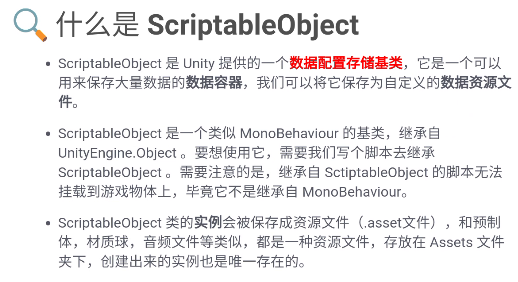 什么是 ScriptableObject
ScriptableObject 是 Unity 提供的一个数据配置存储基类，它是一个可以
用来保存大量数据的数据容器，我们可以将它保存为自定义的数据资源文
件。
ScriptableObject 是一个类似 MonoBehaviour 的基类，继承自
UnityEngine.Object 。要想使用它，需要我们写个脚本去继承
ScriptableObject 。需要注意的是，继承自 SctiptableObject 的脚本无法
挂载到游戏物体上，毕竟它不是继承自 MonoBehaviour。
ScriptableObject 类的实例会被保存成资源文件（.asset文件），和预制
体，材质球，音频文件等类似，都是一种资源文件，存放在 Assets 文件
夹下，创建出来的实例也是唯一存在的。